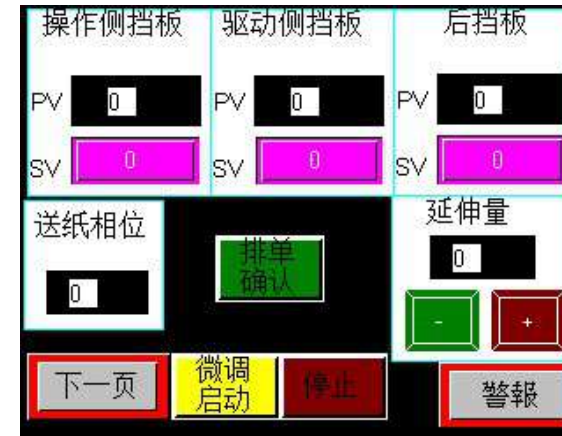 操作侧挡板 驱动侧挡板 后挡板
PV 0 PV 0 PV 0
SV 0 SV 0 SV 0
送纸相位
0
排单
确认
延伸量
0
- +
下一页
微调
启动
停止
警报